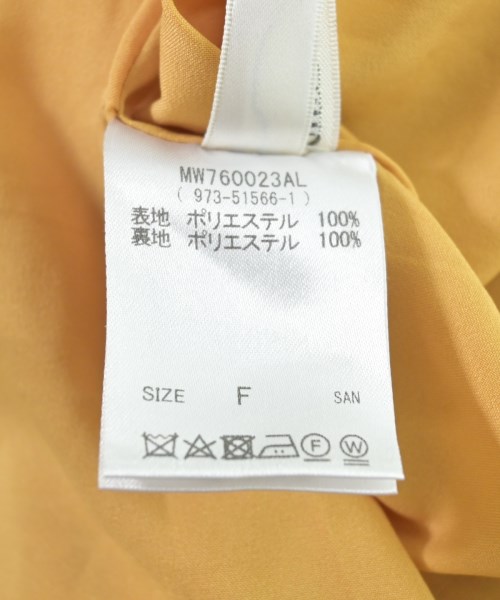 MW760023AL
( 973-51566-1 )
表地 ポリエステル 100%
裏地 ポリエステル 100%
SIZE F SAN
F W